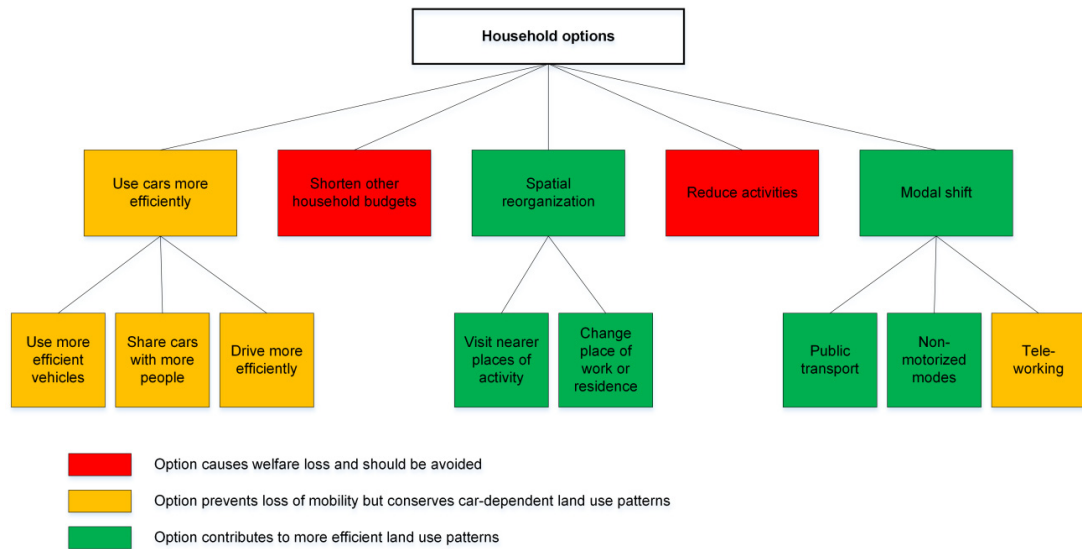 Household options
Use cars more
efficiently
Shorten other
household budgets
Spatial
reorganization
Reduce activities
Modal shift
Use more
efficient
vehicles
Share cars
with more
people
Drive more
efficiently
Visit nearer
places of
activity
Change
place of
work or
residence
Public
transport
Non-
motorized
modes
Tele-
working
Option causes welfare loss and should be avoided
Option prevents loss of mobility but conserves car-dependent land use patterns
Option contributes to more efficient land use patterns